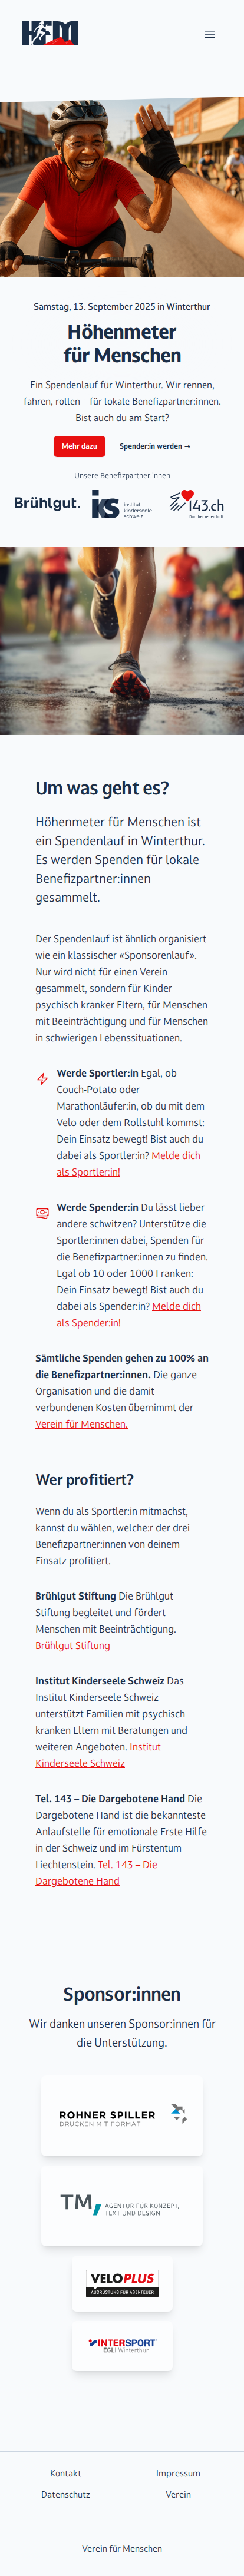 HFM
Samstag, 13. September 2025 in Winterthur
Höhenmeter
für Menschen
Ein Spendenlauf für Winterthur. Wir rennen,
fahren, rollen – für lokale Benefizpartner:innen.
Bist auch du am Start?
Mehr dazu
Spender:in werden →
Unsere Benefizpartner:innen
Brühlgut.
iks institut
kinderseele
schweiz
143.ch
Darüber reden hilft.
Um was geht es?
Höhenmeter für Menschen ist
ein Spendenlauf in Winterthur.
Es werden Spenden für lokale
Benefizpartner:innen
gesammelt.
Der Spendenlauf ist ähnlich organisiert
wie ein klassischer «Sponsorenlauf».
Nur wird nicht für einen Verein
gesammelt, sondern für Kinder
psychisch kranker Eltern, für Menschen
mit Beeinträchtigung und für Menschen
in schwierigen Lebenssituationen.
Werde Sportler:in Egal, ob
Couch-Potato oder
Marathonläufer:in, ob du mit dem
Velo oder dem Rollstuhl kommst:
Dein Einsatz bewegt! Bist auch du
dabei als Sportler:in? Melde dich
als Sportler:in!
Werde Spender:in Du lässt lieber
andere schwitzen? Unterstütze die
Sportler:innen dabei, Spenden für
die Benefizpartner:innen zu finden.
Egal ob 10 oder 1000 Franken:
Dein Einsatz bewegt! Bist auch du
dabei als Spender:in? Melde dich
als Spender:in!
Sämtliche Spenden gehen zu 100% an
die Benefizpartner:innen. Die ganze
Organisation und die damit
verbundenen Kosten übernimmt der
Verein für Menschen.
Wer profitiert?
Wenn du als Sportler:in mitmachst,
kannst du wählen, welche:r der drei
Benefizpartner:innen von deinem
Einsatz profitiert.
Brühlgut Stiftung Die Brühlgut
Stiftung begleitet und fördert
Menschen mit Beeinträchtigung.
Brühlgut Stiftung
Institut Kinderseele Schweiz Das
Institut Kinderseele Schweiz
unterstützt Familien mit psychisch
kranken Eltern mit Beratungen und
weiteren Angeboten. Institut
Kinderseele Schweiz
Tel. 143 – Die Dargebotene Hand Die
Dargebotene Hand ist die bekannteste
Anlaufstelle für emotionale Erste Hilfe
in der Schweiz und im Fürstentum
Liechtenstein. Tel. 143 – Die
Dargebotene Hand
Sponsor:innen
Wir danken unseren Sponsor:innen für
die Unterstützung.
ROHNER SPILLER
DRUCKEN MIT FORMAT
TM, AGENTUR FÜR KONZEPT,
TEXT UND DESIGN
VELOPLUS
AUSRÜSTUNG FÜR ABENTEUER
INTERSPORT
EGLI Winterthur
Kontakt
Impressum
Datenschutz
Verein
Verein für Menschen